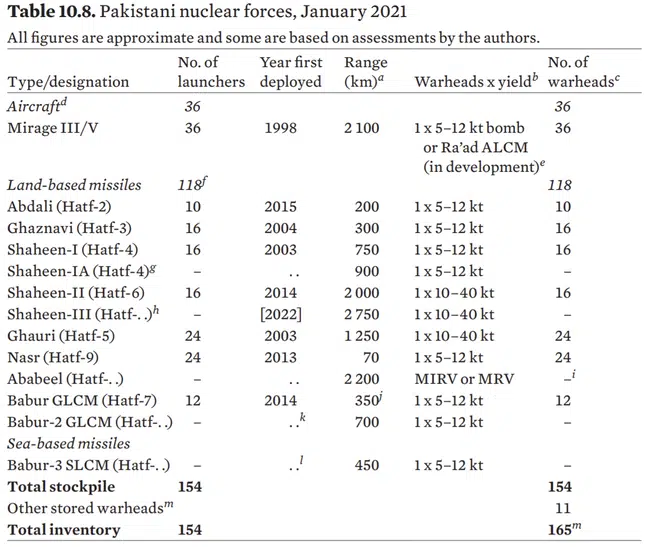 Table 10.8. Pakistani nuclear forces, January 2021
All figures are approximate and some are based on assessments by the authors.
No. of Year first Range No. of
Type/designation launchers deployed (km)a Warheads x yieldb warheadsc
Aircraftd 36 36
Mirage III/V 36 1998 2 100 1 x 5–12 kt bomb 36
or Ra’ad ALCM
(in development)e
Land-based missiles 118f 118
Abdali (Hatf-2) 10 2015 200 1 x 5–12 kt 10
Ghaznavi (Hatf-3) 16 2004 300 1 x 5–12 kt 16
Shaheen-I (Hatf-4) 16 2003 750 1 x 5–12 kt 16
Shaheen-IA (Hatf-4)g – . . 900 1 x 5–12 kt –
Shaheen-II (Hatf-6) 16 2014 2 000 1 x 10–40 kt 16
Shaheen-III (Hatf-. .)h – [2022] 2 750 1 x 10–40 kt –
Ghauri (Hatf-5) 24 2003 1 250 1 x 10–40 kt 24
Nasr (Hatf-9) 24 2013 70 1 x 5–12 kt 24
Ababeel (Hatf-. .) – . . 2 200 MIRV or MRV –i
Babur GLCM (Hatf-7) 12 2014 350j 1 x 5–12 kt 12
Babur-2 GLCM (Hatf-. .) – . .k 700 1 x 5–12 kt –
Sea-based missiles
Babur-3 SLCM (Hatf-. .) – . .l 450 1 x 5–12 kt –
Total stockpile 154 154
Other stored warheadsm 11
Total inventory 154 165m